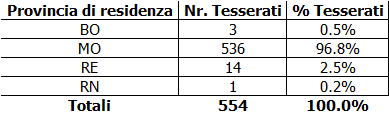 Provincia di residenza Nr. Tesserati % Tesserati
BO 3 0.5%
MO 536 96.8%
RE 14 2.5%
RN 1 0.2%
Totali 554 100.0%